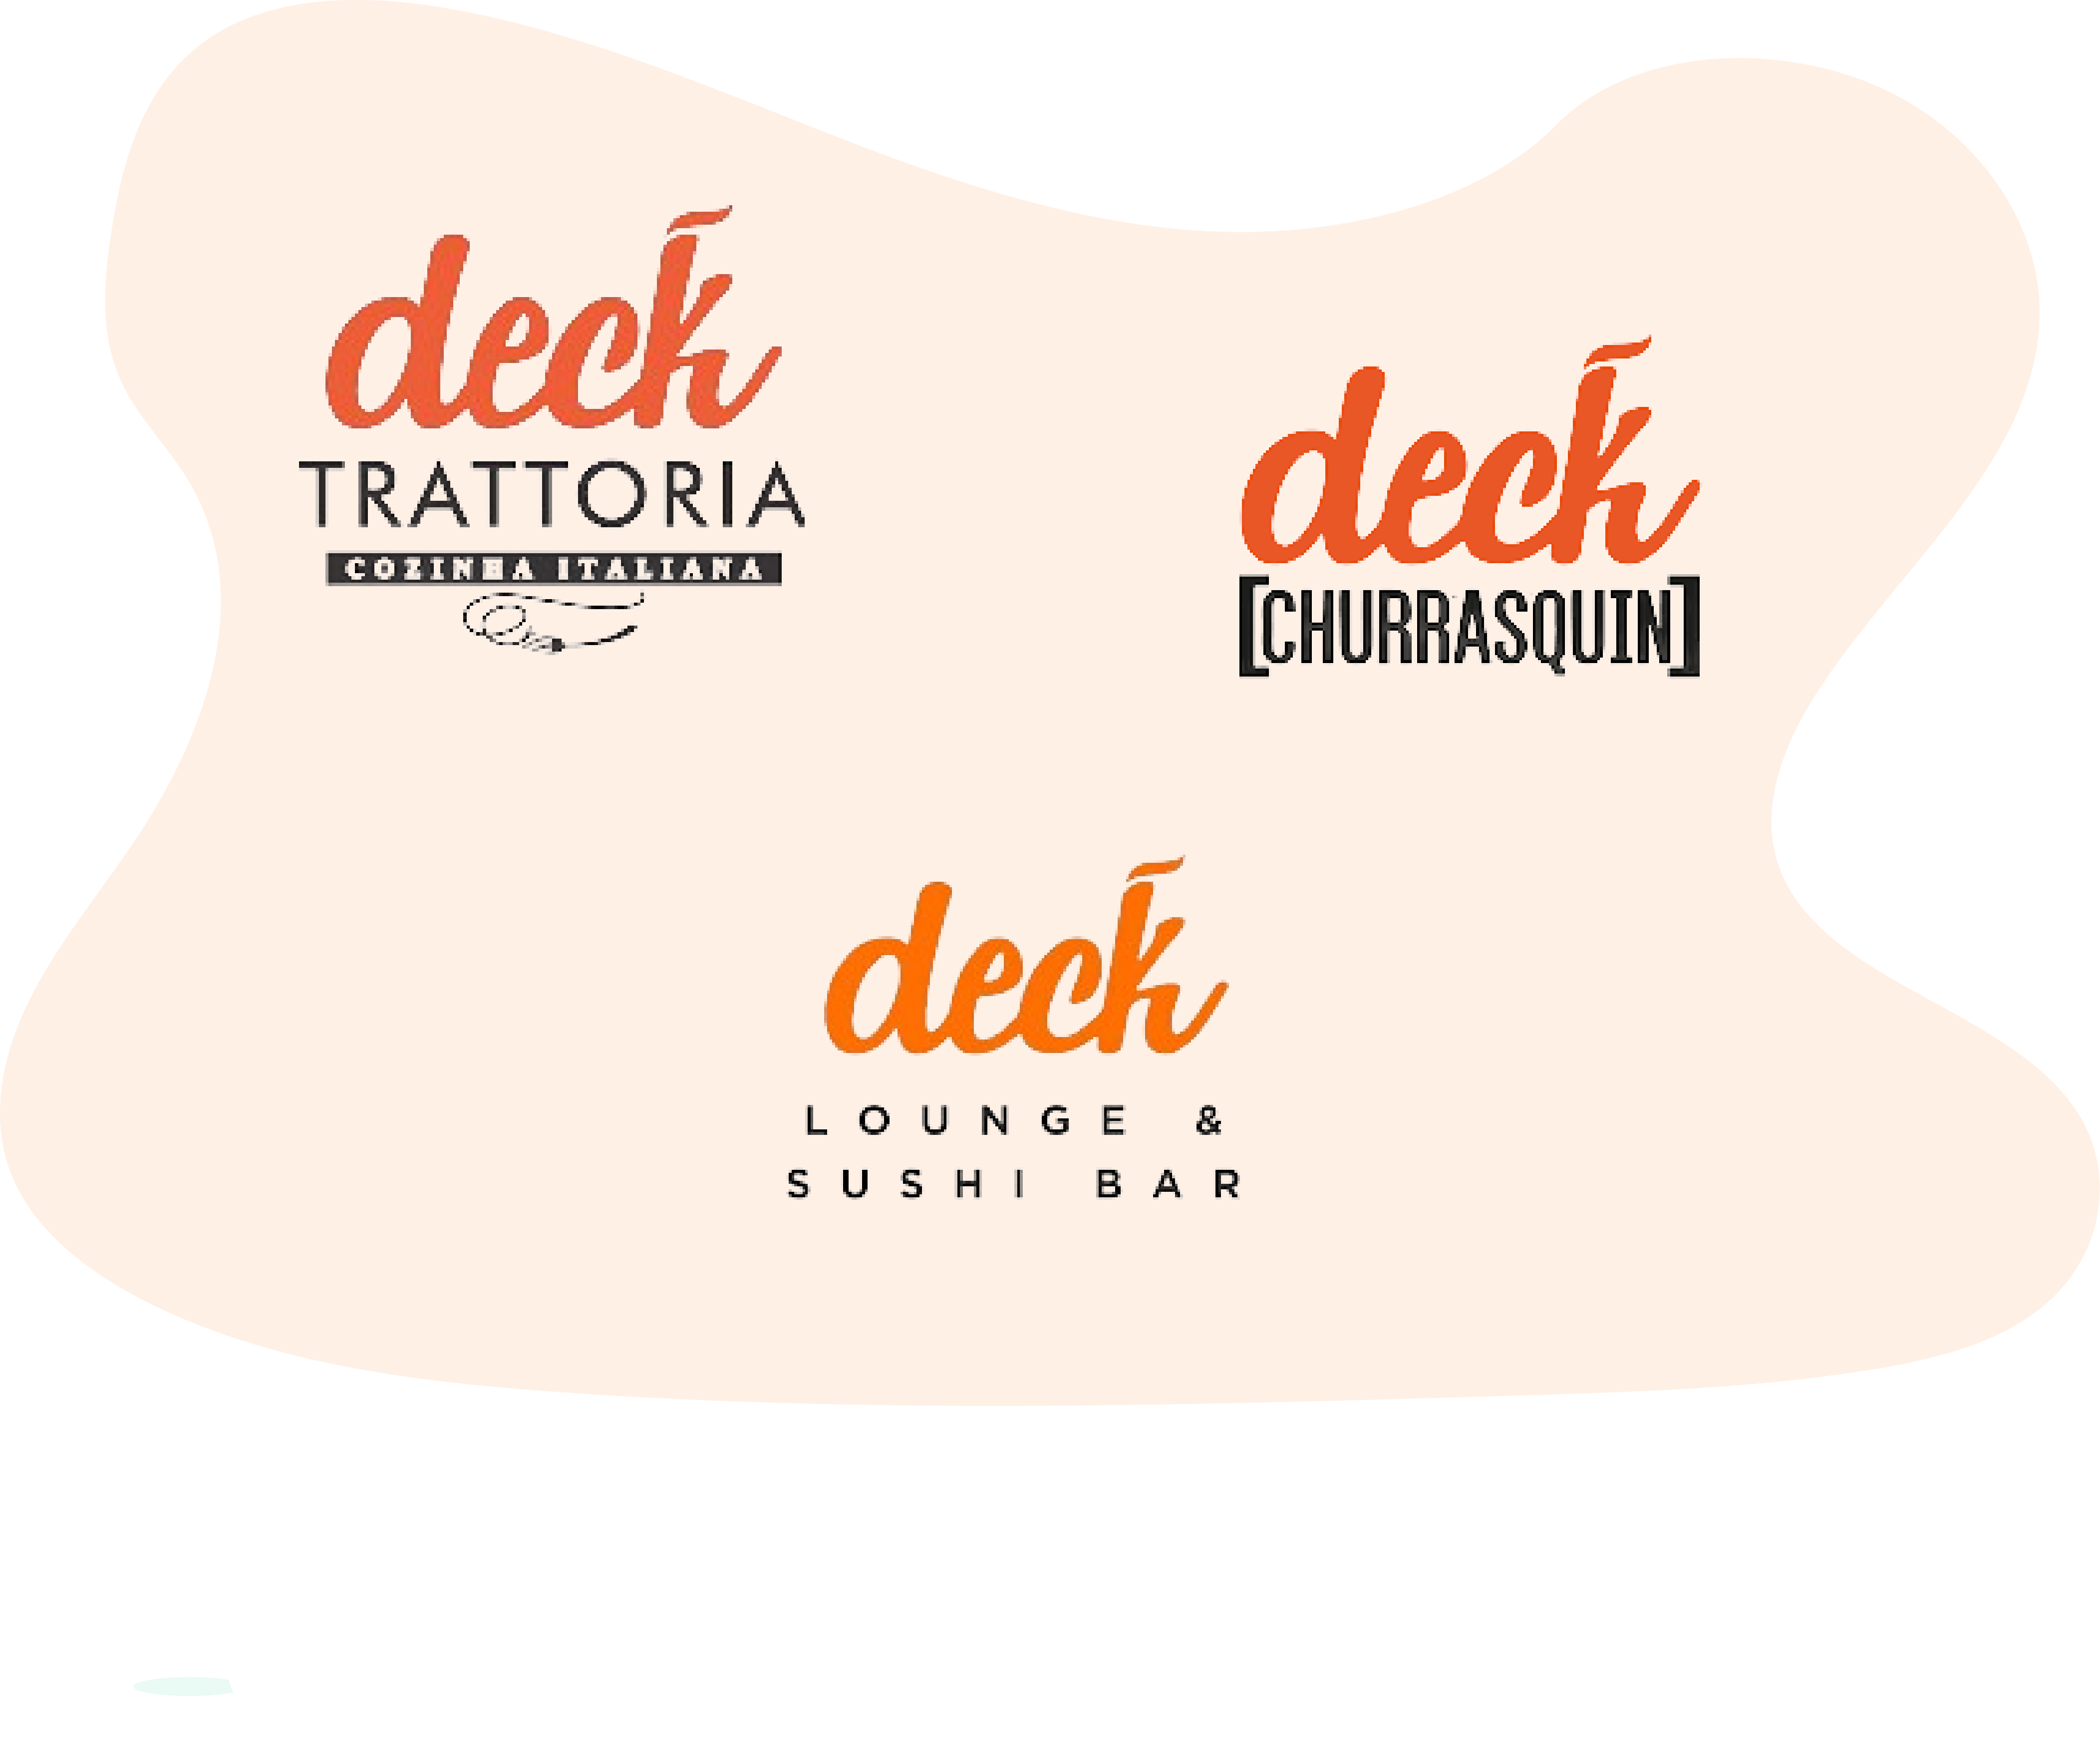 deck
TRATTORIA
COZINHA ITALIANA
deck
[CHURRASQUIN]
deck
LOUNGE &
SUSHI BAR